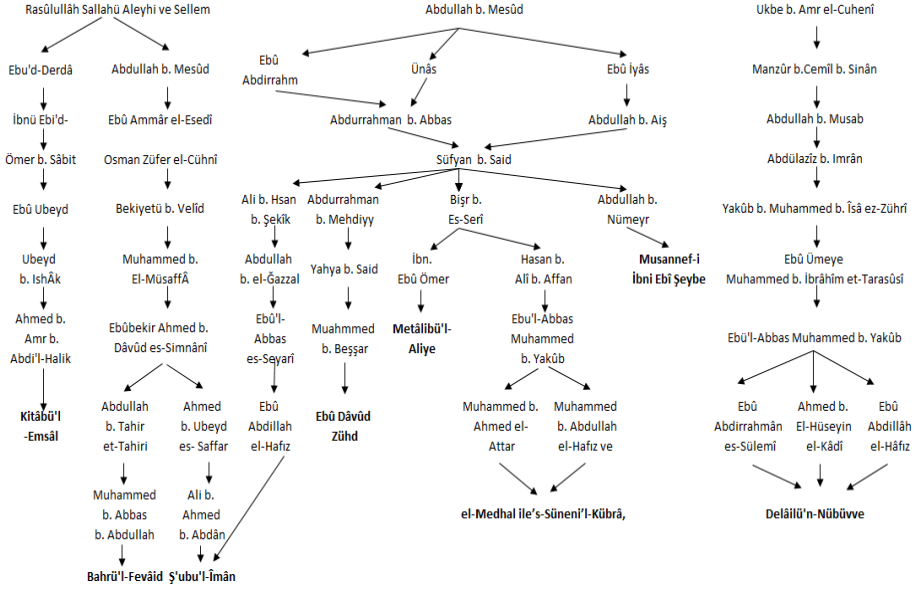 Rasûlullah Sallahü Aleyhi ve Sellem
Ebu'd-Derdâ
İbnü Ebi'd-
Ömer b. Sâbit
Ebû Ubeyd
Ubeyd
b. IshÂk
Ahmed b.
Amr b.
Abdi'l-Halik
Kitâbü'l
-Emsâl
Abdullah b. Mesûd
Ebû Ammâr el-Esedî
Osman Züfer el-Cühnî
Bekiyetü b. Velîd
Muhammed b.
El-MüsaffÂ
Ebûbekir Ahmed b.
Dâvûd es-Simnânî
Abdullah
b. Tahir
et-Tahiri
Muhammed
b. Abbas
b. Abdullah
Bahrü'l-Fevâid
Ahmed
b. Ubeyd
es- Saffar
Ali b.
Ahmed
b. Abdân
Ş'ubu'l-Îmân
Abdullah b. Mesûd
Ebû
Abdirrahm
Ünâs
Ebû İyâs
Abdurrahman b. Abbas
Abdullah b. Aiş
Süfyan b. Said
Ali b. Hsan
b. Şekîk
Abdullah
b. el-Ğazzal
Ebû'l-
Abbas
es-Seyarî
Ebû
Abdillah
el-Hafız
Abdurrahman
b. Mehdiyy
Yahya b. Said
Muahmmed
b. Beşşar
Ebû Dâvûd
Zühd
Bişr b.
Es-Serî
İbn.
Ebû Ömer
Metâlibü'l-
Aliye
Hasan b.
Alî b. Affan
Ebu'l-Abbas
Muhammed
b. Yakûb
Muhammed b.
Ahmed el-
Attar
Muhammed
b. Abdullah
el-Hafız ve
el-Medhal ile's-Süneni'l-Kübrâ,
Abdullah b.
Nümeyr
Musannef-i
İbni Ebî Şeybe
Ukbe b. Amr el-Cuhenî
Manzûr b.Cemîl b. Sinân
Abdullah b. Musab
Abdülazîz b. Imrân
Yakûb b. Muhammed b. Îsâ ez-Zührî
Ebû Ümeye
Muhammed b. İbrâhîm et-Tarasûsî
Ebü'l-Abbas Muhammed b. Yakûb
Ebû
Abdirrahmân
es-Sülemî
Ahmed b.
El-Hüseyin
el-Kâdî
Ebû
Abdillâh
el-Hâfız
Delâilü'n-Nübüvve